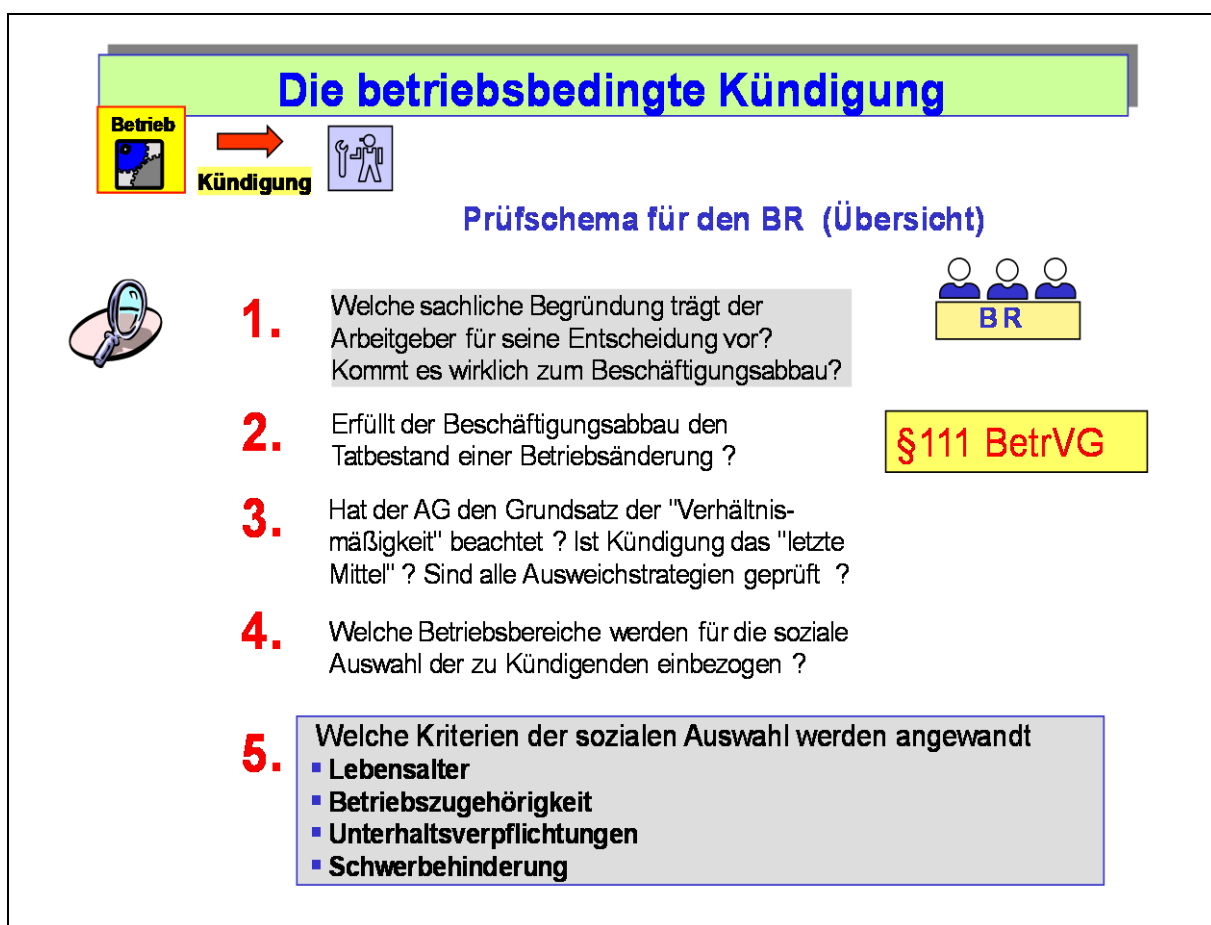 Die betriebsbedingte Kündigung
Betrieb
Kündigung
Prüfschema für den BR (Übersicht)
BR
1. Welche sachliche Begründung trägt der
Arbeitgeber für seine Entscheidung vor?
Kommt es wirklich zum Beschäftigungsabbau?
2. Erfüllt der Beschäftigungsabbau den
Tatbestand einer Betriebsänderung ?
§111 BetrVG
3. Hat der AG den Grundsatz der "Verhältnis-
mäßigkeit" beachtet ? Ist Kündigung das "letzte
Mittel" ? Sind alle Ausweichstrategien geprüft ?
4. Welche Betriebsbereiche werden für die soziale
Auswahl der zu Kündigenden einbezogen ?
5. Welche Kriterien der sozialen Auswahl werden angewandt
▪ Lebensalter
▪ Betriebszugehörigkeit
▪ Unterhaltsverpflichtungen
▪ Schwerbehinderung